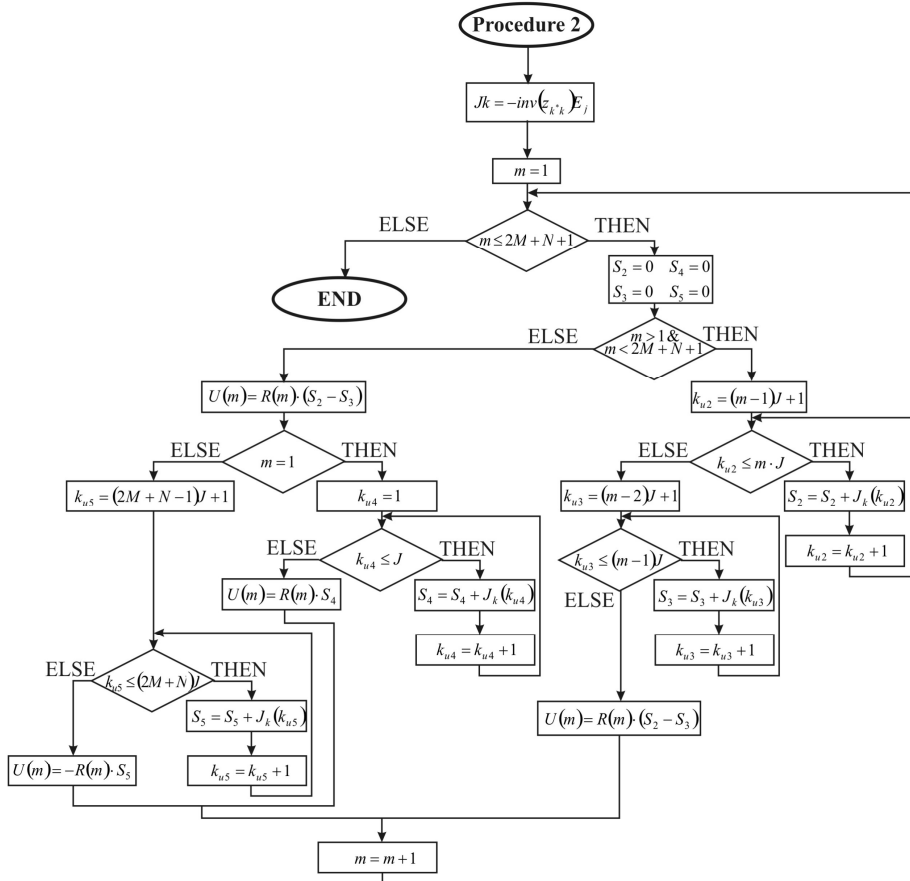 Procedure 2
Jk = −inv(z_{k*k})E_j
m = 1
ELSE
THEN
m ≤ 2M + N + 1
S_2 = 0 S_4 = 0
S_3 = 0 S_5 = 0
END
ELSE
m > 1 &
m < 2M + N + 1
THEN
U(m) = R(m)·(S_2 − S_3)
k_{u2} = (m−1)J + 1
ELSE
m = 1
THEN
ELSE
k_{u2} ≤ m·J
THEN
k_{u5} = (2M + N − 1)J + 1
k_{u4} = 1
k_{u3} = (m−2)J + 1
S_2 = S_2 + J_k(k_{u2})
k_{u2} = k_{u2} + 1
ELSE
k_{u4} ≤ J
THEN
k_{u3} ≤ (m−1)J
THEN
ELSE
U(m) = R(m)·S_4
S_4 = S_4 + J_k(k_{u4})
S_3 = S_3 + J_k(k_{u3})
k_{u4} = k_{u4} + 1
k_{u3} = k_{u3} + 1
ELSE
k_{u5} ≤ (2M + N)J
THEN
S_5 = S_5 + J_k(k_{u5})
U(m) = R(m)·(S_2 − S_3)
U(m) = −R(m)·S_5
k_{u5} = k_{u5} + 1
m = m + 1